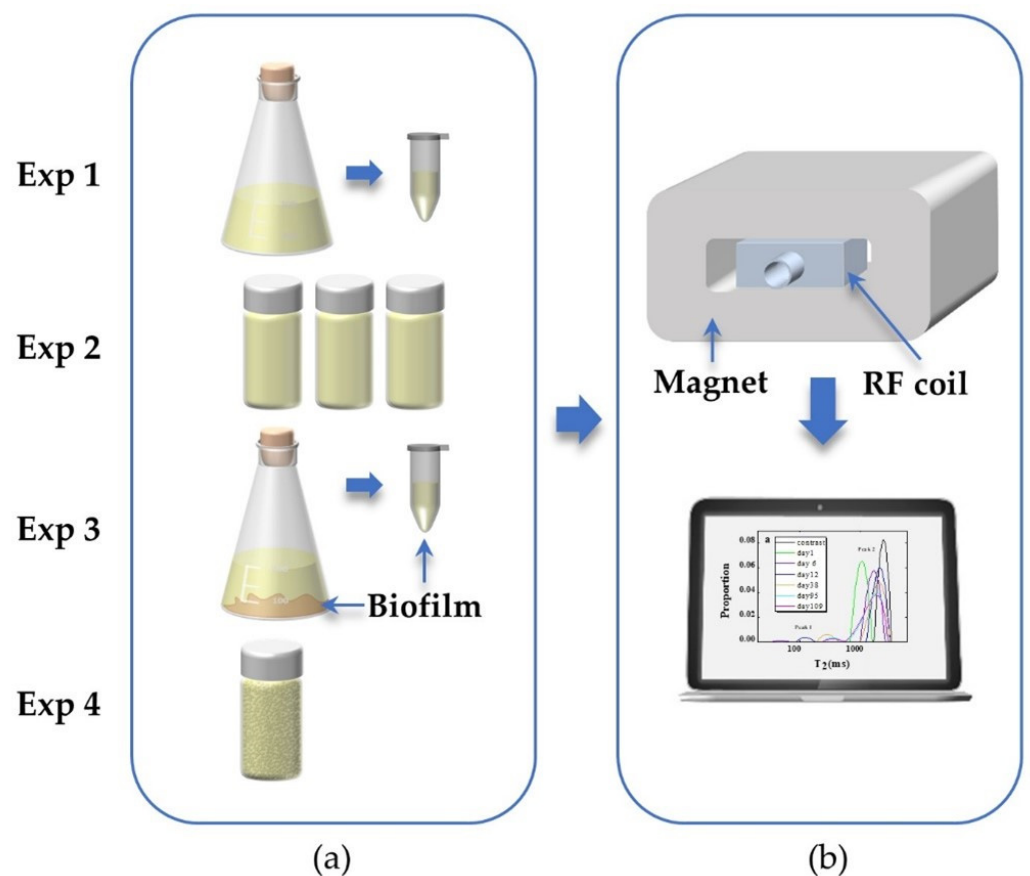 Exp 1
Exp 2
Exp 3
Exp 4
Biofilm
(a)
Magnet
RF coil
a
contrast
day1
day 6
day12
day38
day95
day109
Peak 2
Peak 1
Proportion
0.08
0.06
0.04
0.02
0.00
100
1000
T₂(ms)
(b)